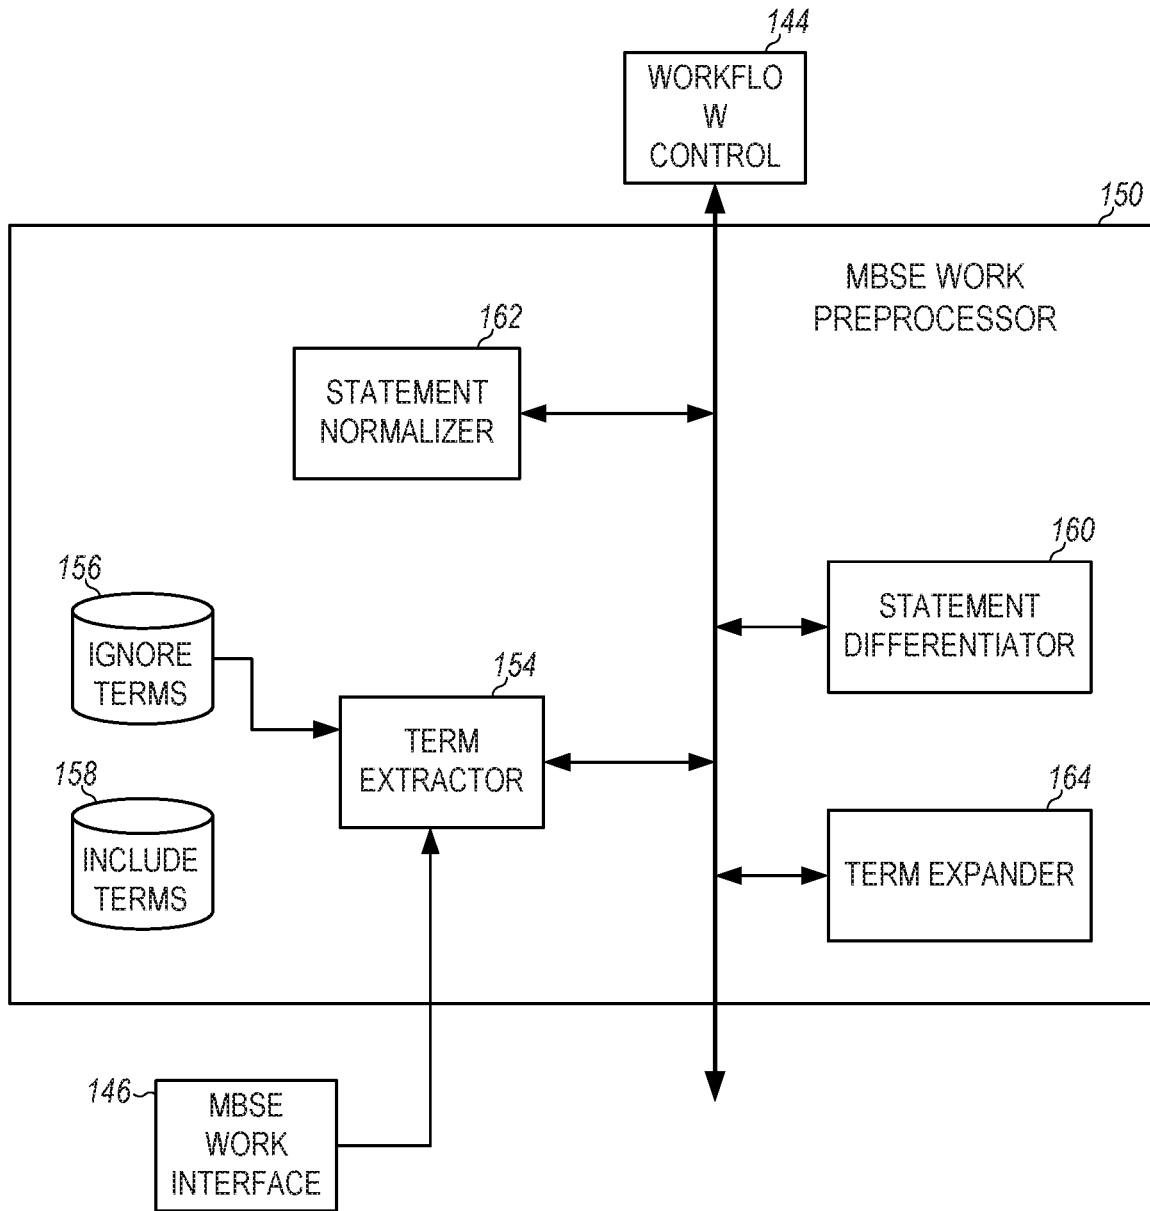 144
WORKFLO
W
CONTROL
150
MBSE WORK
PREPROCESSOR
162
STATEMENT
NORMALIZER
160
STATEMENT
DIFFERENTIATOR
156
IGNORE
TERMS
154
TERM
EXTRACTOR
158
INCLUDE
TERMS
164
TERM EXPANDER
146
MBSE
WORK
INTERFACE